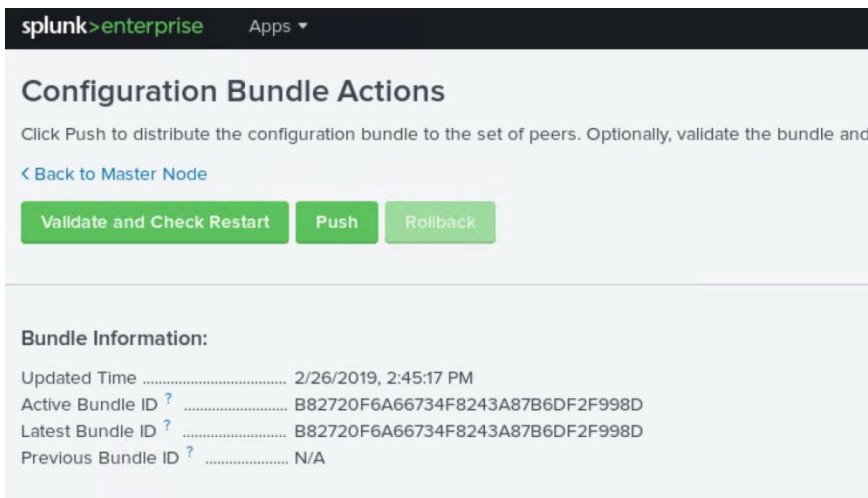 splunk>enterprise Apps ▾
Configuration Bundle Actions
Click Push to distribute the configuration bundle to the set of peers. Optionally, validate the bundle and
< Back to Master Node
Validate and Check Restart Push Rollback
Bundle Information:
Updated Time .................................... 2/26/2019, 2:45:17 PM
Active Bundle ID ? .......................... B82720F6A66734F8243A87B6DF2F998D
Latest Bundle ID ? .......................... B82720F6A66734F8243A87B6DF2F998D
Previous Bundle ID ? ..................... N/A